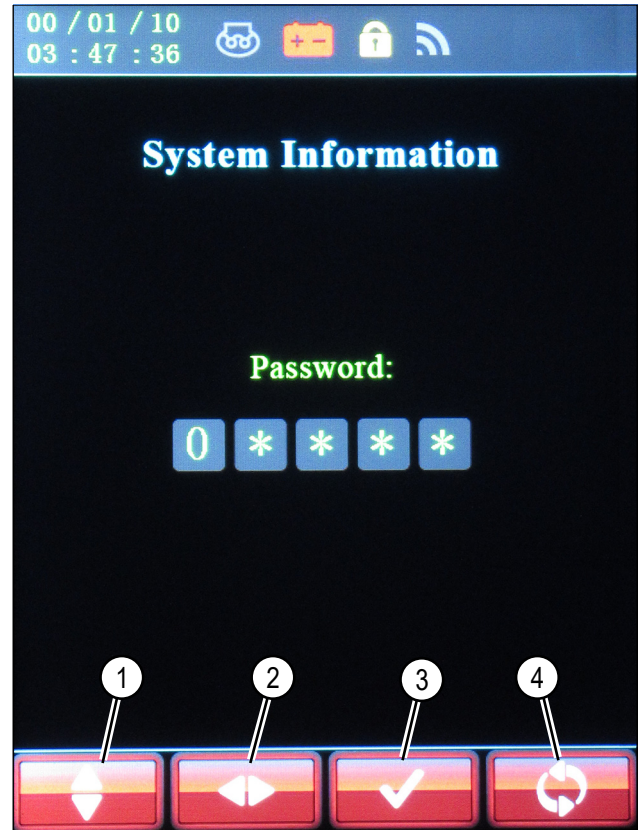 00 / 01 / 10
03 : 47 : 36
System Information
Password:
0 * * * *
1 2 3 4